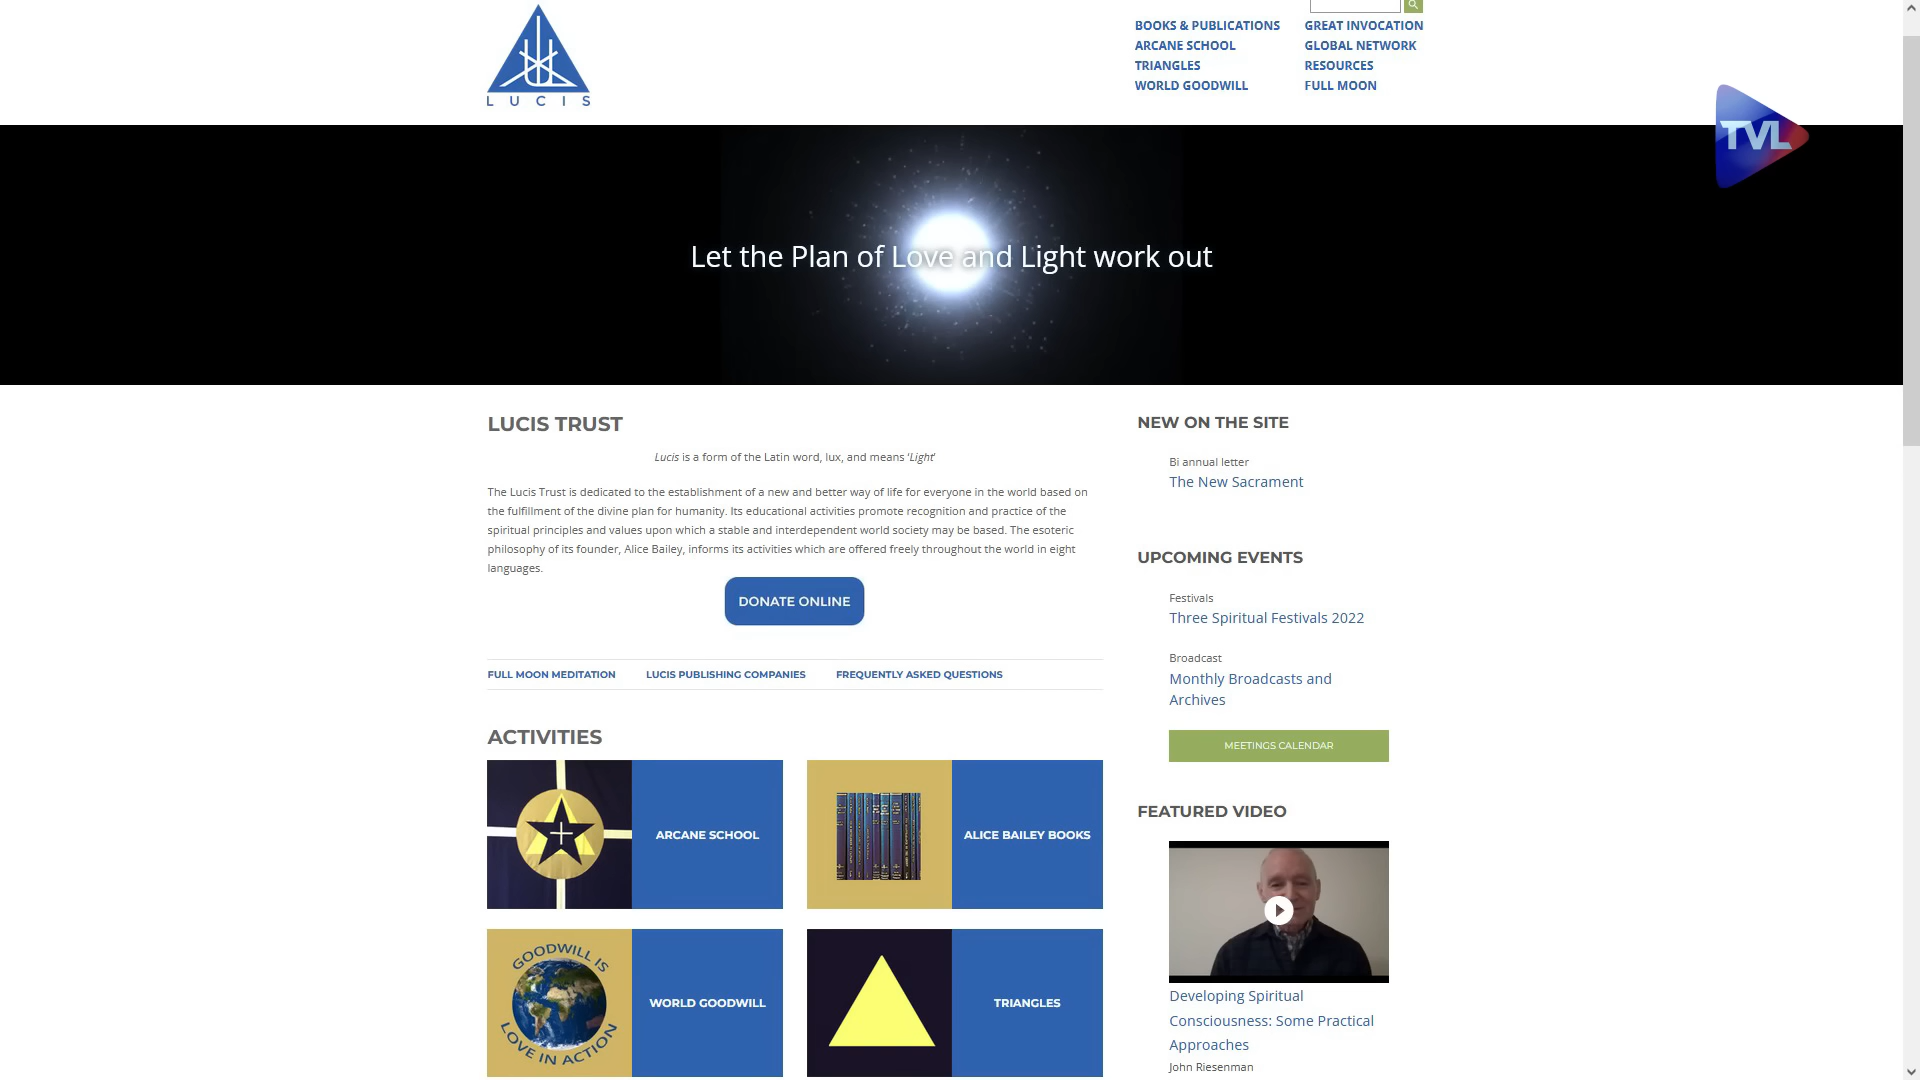 LUCIS
BOOKS & PUBLICATIONS
ARCANE SCHOOL
TRIANGLES
WORLD GOODWILL
GREAT INVOCATION
GLOBAL NETWORK
RESOURCES
FULL MOON
TVL
Let the Plan of Love and Light work out
LUCIS TRUST
Lucis is a form of the Latin word, lux, and means ‘Light’
The Lucis Trust is dedicated to the establishment of a new and better way of life for everyone in the world based on
the fulfillment of the divine plan for humanity. Its educational activities promote recognition and practice of the
spiritual principles and values upon which a stable and interdependent world society may be based. The esoteric
philosophy of its founder, Alice Bailey, informs its activities which are offered freely throughout the world in eight
languages.
DONATE ONLINE
FULL MOON MEDITATION
LUCIS PUBLISHING COMPANIES
FREQUENTLY ASKED QUESTIONS
ACTIVITIES
ARCANE SCHOOL
ALICE BAILEY BOOKS
GOODWILL IS
LOVE IN ACTION
WORLD GOODWILL
TRIANGLES
NEW ON THE SITE
Bi annual letter
The New Sacrament
UPCOMING EVENTS
Festivals
Three Spiritual Festivals 2022
Broadcast
Monthly Broadcasts and
Archives
MEETINGS CALENDAR
FEATURED VIDEO
Developing Spiritual
Consciousness: Some Practical
Approaches
John Riesenman